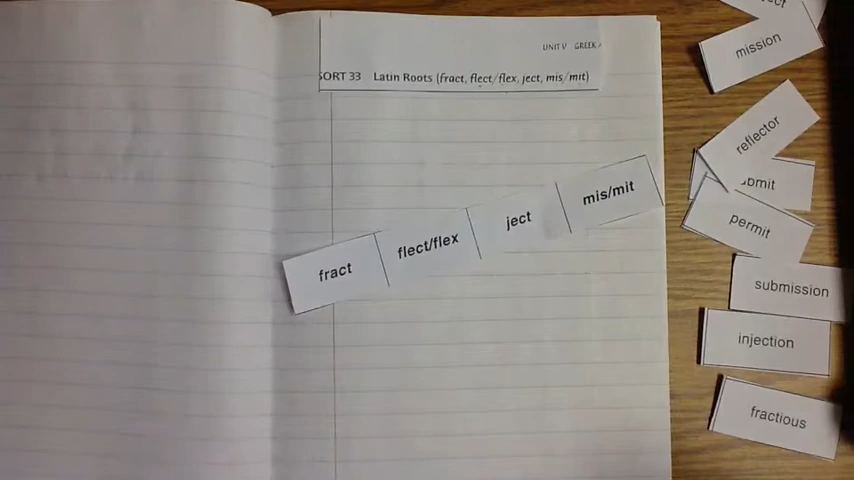 UNIT V GREEK
SORT 33 Latin Roots (fract, flect/flex, ject, mis/mit)
fract
flect/flex
ject
mis/mit
mission
reflector
permit
submission
injection
fractious